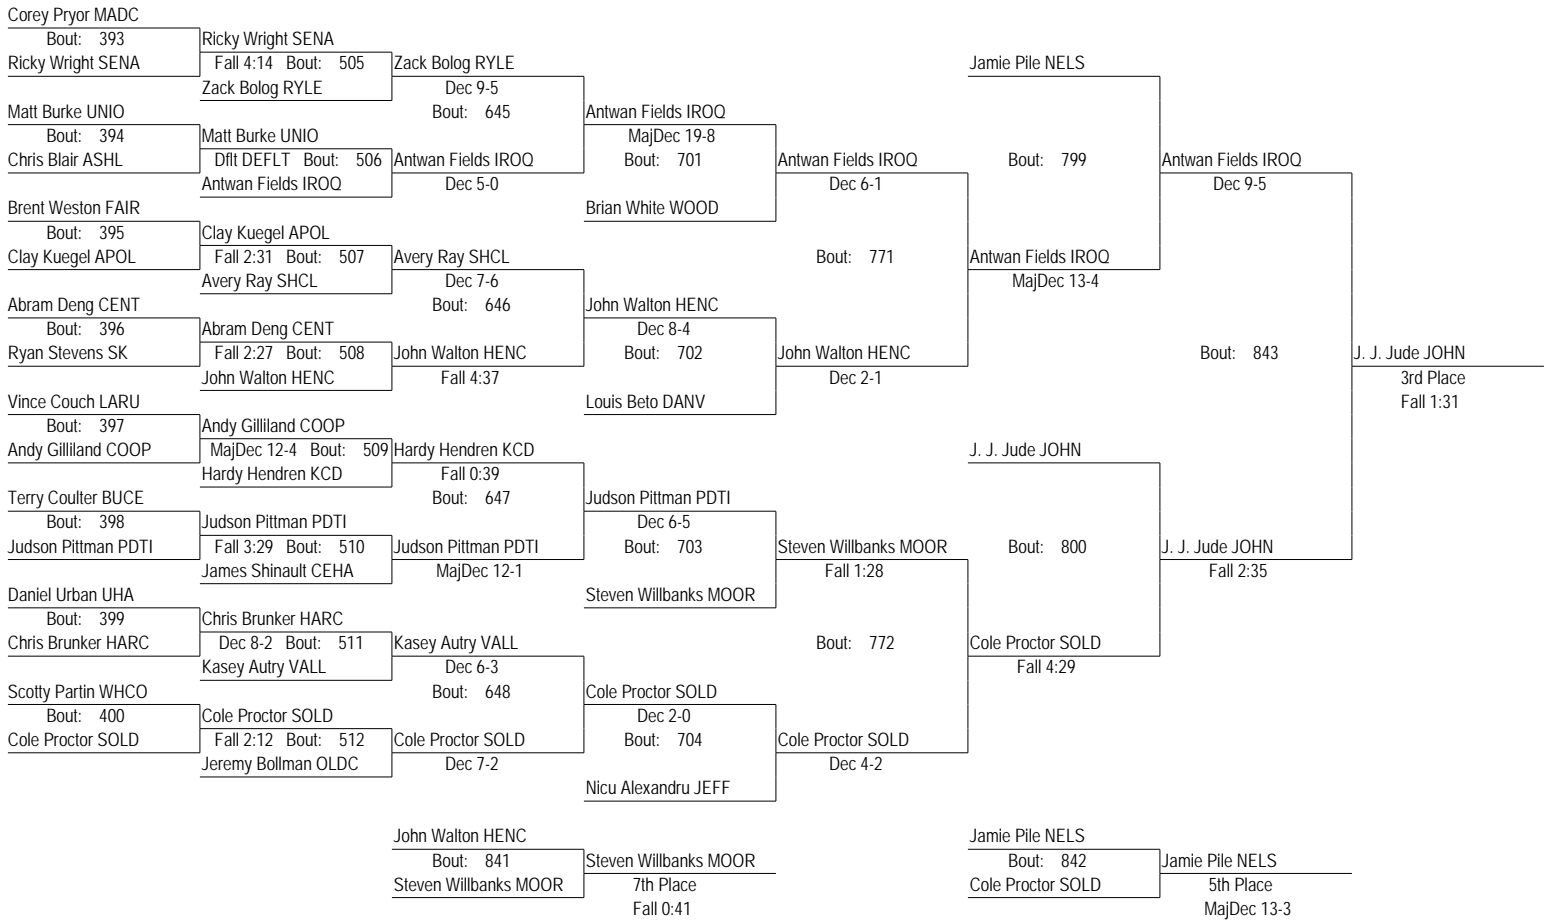 Corey Pryor MADC
Bout: 393
Ricky Wright SENA
Ricky Wright SENA
Fall 4:14 Bout: 505
Zack Bolog RYLE
Zack Bolog RYLE
Dec 9-5
Bout: 645
Jamie Pile NELS
Matt Burke UNIO
Bout: 394
Chris Blair ASHL
Matt Burke UNIO
Dflt DEFLT Bout: 506
Antwan Fields IROQ
Antwan Fields IROQ
Dec 5-0
Antwan Fields IROQ
MajDec 19-8
Bout: 701
Brian White WOOD
Antwan Fields IROQ
Dec 6-1
Bout: 799
Antwan Fields IROQ
Dec 9-5
Brent Weston FAIR
Bout: 395
Clay Kuegel APOL
Clay Kuegel APOL
Fall 2:31 Bout: 507
Avery Ray SHCL
Avery Ray SHCL
Dec 7-6
Bout: 646
Bout: 771
Antwan Fields IROQ
MajDec 13-4
Abram Deng CENT
Bout: 396
Ryan Stevens SK
Abram Deng CENT
Fall 2:27 Bout: 508
John Walton HENC
John Walton HENC
Fall 4:37
John Walton HENC
Dec 8-4
Bout: 702
Louis Beto DANV
John Walton HENC
Dec 2-1
Bout: 843
J. J. Jude JOHN
3rd Place
Fall 1:31
Vince Couch LARU
Bout: 397
Andy Gilliland COOP
Andy Gilliland COOP
MajDec 12-4 Bout: 509
Hardy Hendren KCD
Hardy Hendren KCD
Fall 0:39
Bout: 647
J. J. Jude JOHN
Terry Coulter BUCE
Bout: 398
Judson Pittman PDTI
Judson Pittman PDTI
Fall 3:29 Bout: 510
James Shinault CEHA
Judson Pittman PDTI
MajDec 12-1
Judson Pittman PDTI
Dec 6-5
Bout: 703
Steven Willbanks MOOR
Steven Willbanks MOOR
Fall 1:28
Bout: 800
J. J. Jude JOHN
Fall 2:35
Daniel Urban UHA
Bout: 399
Chris Brunker HARC
Chris Brunker HARC
Dec 8-2 Bout: 511
Kasey Autry VALL
Kasey Autry VALL
Dec 6-3
Bout: 648
Bout: 772
Cole Proctor SOLD
Fall 4:29
Scotty Partin WHCO
Bout: 400
Cole Proctor SOLD
Cole Proctor SOLD
Fall 2:12 Bout: 512
Jeremy Bollman OLDC
Cole Proctor SOLD
Dec 7-2
Cole Proctor SOLD
Dec 2-0
Bout: 704
Nicu Alexandru JEFF
Cole Proctor SOLD
Dec 4-2
John Walton HENC
Bout: 841
Steven Willbanks MOOR
Steven Willbanks MOOR
7th Place
Fall 0:41
Jamie Pile NELS
Bout: 842
Cole Proctor SOLD
Jamie Pile NELS
5th Place
MajDec 13-3